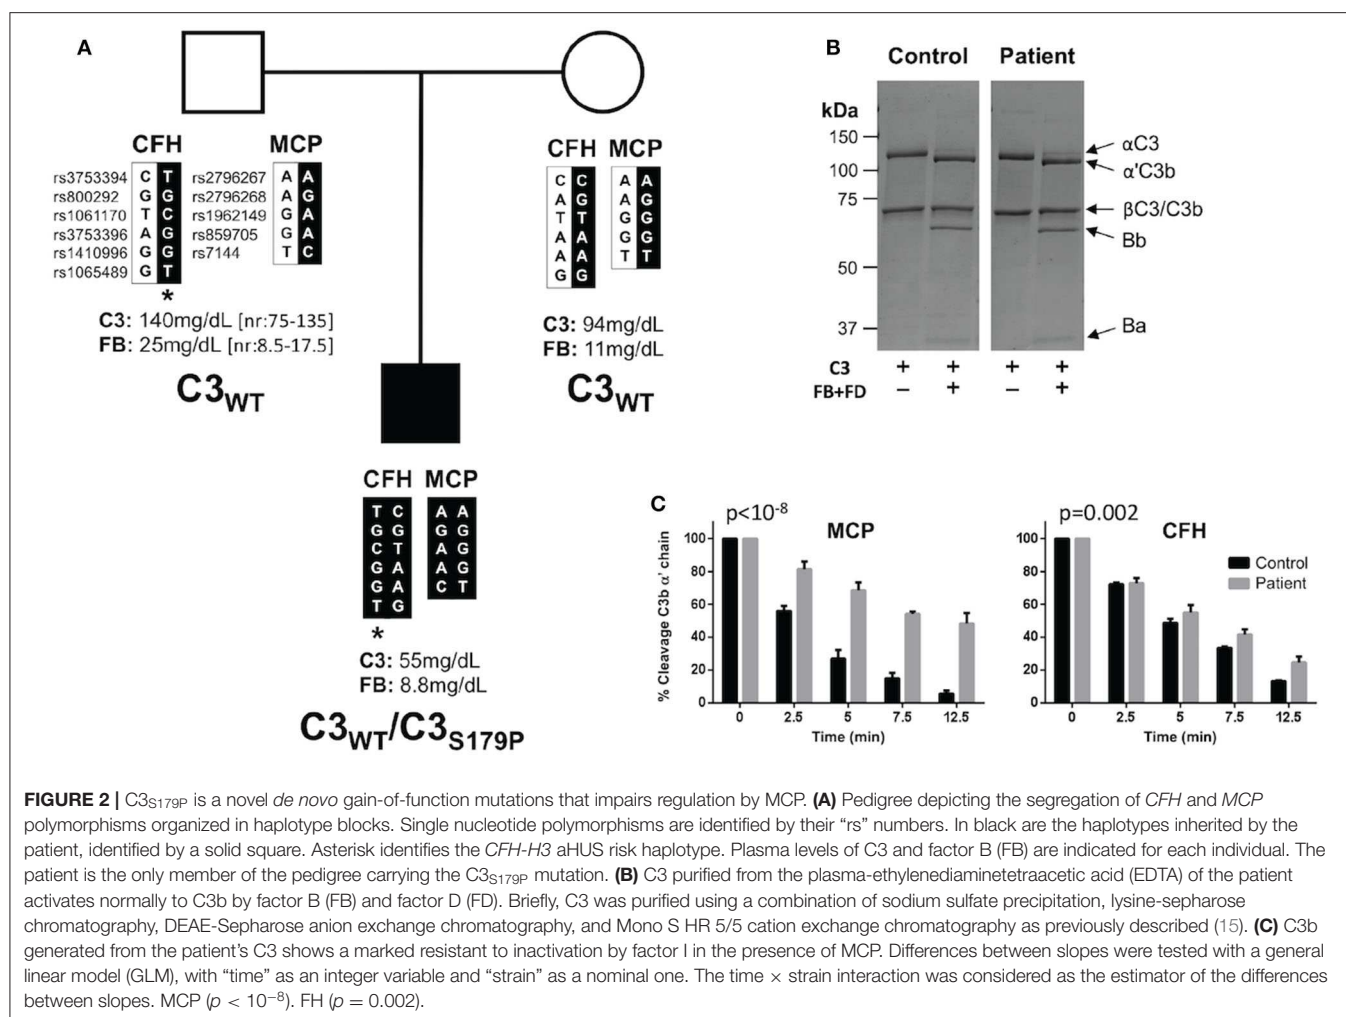 A
CFH MCP
rs3753394 C T rs2796267 A A
rs800292 G G rs2796268 A G
rs1061170 T C rs1962149 G A
rs3753396 A G rs859705 G A
rs1410996 G G rs7144 T C
rs1065489 G T
*
C3: 140mg/dL [nr:75-135]
FB: 25mg/dL [nr:8.5-17.5]
C3WT
CFH MCP
C C A A
A G A G
T T G G
A A G G
A A T T
G G
C3: 94mg/dL
FB: 11mg/dL
C3WT
CFH MCP
T C A A
G G G G
C T A G
G A A G
G A C T
T G
*
C3: 55mg/dL
FB: 8.8mg/dL
C3WT/C3S179P
B
Control Patient
kDa
150
100
75
50
37
αC3
α'C3b
βC3/C3b
Bb
Ba
C3 + + + +
FB+FD – + – +
C
p<10-8
MCP
% Cleavage C3b α' chain
100
80
60
40
20
0
0 2.5 5 7.5 12.5
Time (min)
p=0.002
CFH
Control
Patient
100
80
60
40
20
0
0 2.5 5 7.5 12.5
Time (min)
FIGURE 2 | C3S179P is a novel de novo gain-of-function mutations that impairs regulation by MCP. (A) Pedigree depicting the segregation of CFH and MCP
polymorphisms organized in haplotype blocks. Single nucleotide polymorphisms are identified by their “rs” numbers. In black are the haplotypes inherited by the
patient, identified by a solid square. Asterisk identifies the CFH-H3 aHUS risk haplotype. Plasma levels of C3 and factor B (FB) are indicated for each individual. The
patient is the only member of the pedigree carrying the C3S179P mutation. (B) C3 purified from the plasma-ethylenediaminetetraacetic acid (EDTA) of the patient
activates normally to C3b by factor B (FB) and factor D (FD). Briefly, C3 was purified using a combination of sodium sulfate precipitation, lysine-sepharose
chromatography, DEAE-Sepharose anion exchange chromatography, and Mono S HR 5/5 cation exchange chromatography as previously described (15). (C) C3b
generated from the patient’s C3 shows a marked resistant to inactivation by factor I in the presence of MCP. Differences between slopes were tested with a general
linear model (GLM), with “time” as an integer variable and “strain” as a nominal one. The time × strain interaction was considered as the estimator of the differences
between slopes. MCP (p < 10−8). FH (p = 0.002).